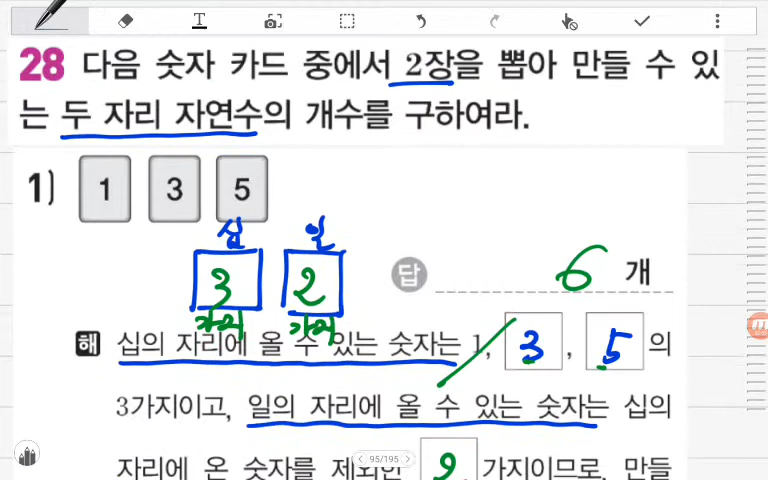 T
28 다음 숫자 카드 중에서 2장을 뽑아 만들 수 있
는 두 자리 자연수의 개수를 구하여라.
1) 1 3 5
십 일
3 2
가지 가지
답 6 개
해 십의 자리에 올 수 있는 숫자는 1, 3, 5 의
3가지이고, 일의 자리에 올 수 있는 숫자는 십의
자리에 온 숫자를 제외한 2 가지이므로, 만들
95/195